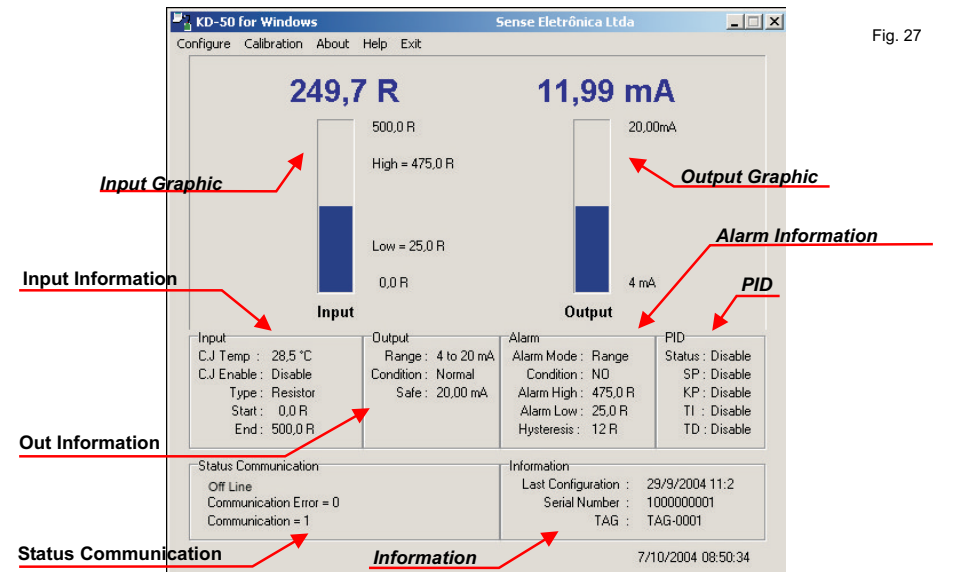 KD-50 for Windows Sense Eletrônica Ltda
Fig. 27
Configure Calibration About Help Exit
249,7 R 11,99 mA
500,0 R 20,00mA
High = 475,0 R
Input Graphic Output Graphic
Low = 25,0 R
Alarm Information
Input Information 0,0 R 4 mA PID
Input Output
Input
C.J Temp : 28,5 °C
C.J Enable : Disable
Type : Resistor
Start : 0,0 R
End : 500,0 R
Output
Range : 4 to 20 mA
Condition : Normal
Safe : 20,00 mA
Alarm
Alarm Mode : Range
Condition : NO
Alarm High : 475,0 R
Alarm Low : 25,0 R
Hysteresis : 12 R
PID
Status : Disable
SP : Disable
KP : Disable
TI : Disable
TD : Disable
Out Information
Status Communication
Off Line
Communication Error = 0
Communication = 1
Information
Last Configuration : 29/9/2004 11:2
Serial Number : 1000000001
TAG : TAG-0001
Status Communication
Information
7/10/2004 08:50:34